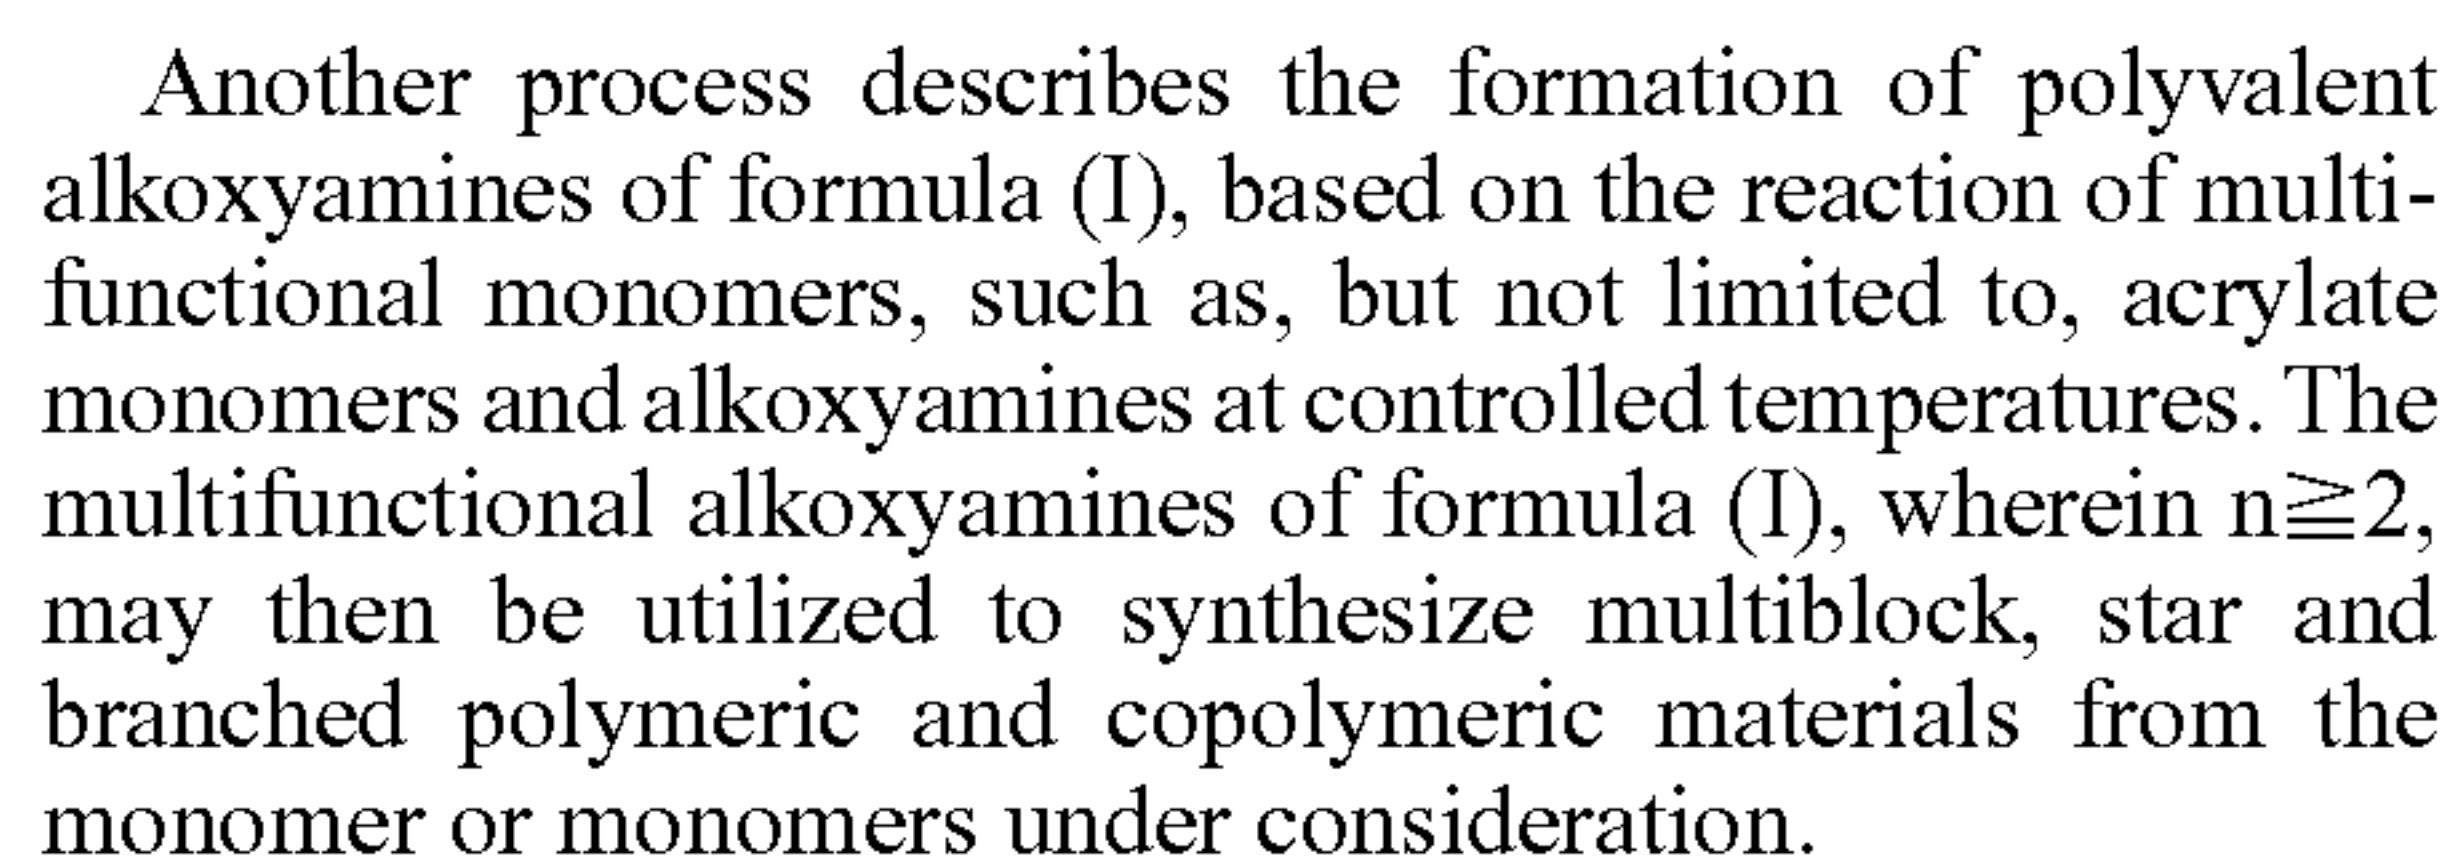 Another process describes the formation of polyvalent
alkoxyamines of formula (I), based on the reaction of multi-
functional monomers, such as, but not limited to, acrylate
monomers and alkoxyamines at controlled temperatures. The
multifunctional alkoxyamines of formula (I), wherein n≧2,
may then be utilized to synthesize multiblock, star and
branched polymeric and copolymeric materials from the
monomer or monomers under consideration.